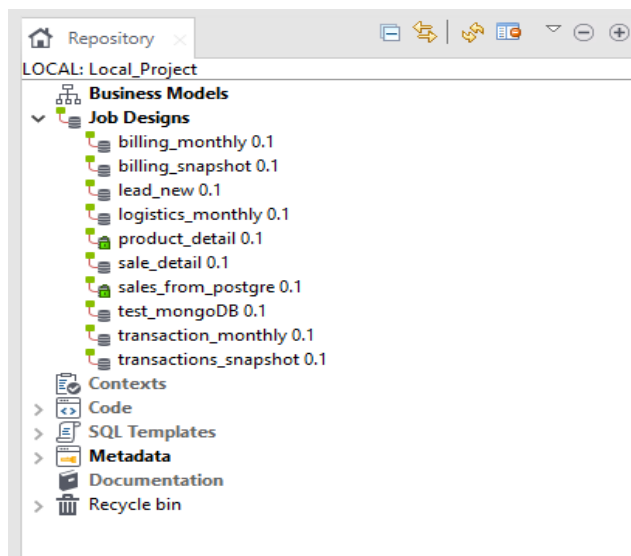 Repository
LOCAL: Local_Project
Business Models
Job Designs
billing_monthly 0.1
billing_snapshot 0.1
lead_new 0.1
logistics_monthly 0.1
product_detail 0.1
sale_detail 0.1
sales_from_postgre 0.1
test_mongoDB 0.1
transaction_monthly 0.1
transactions_snapshot 0.1
Contexts
Code
SQL Templates
Metadata
Documentation
Recycle bin